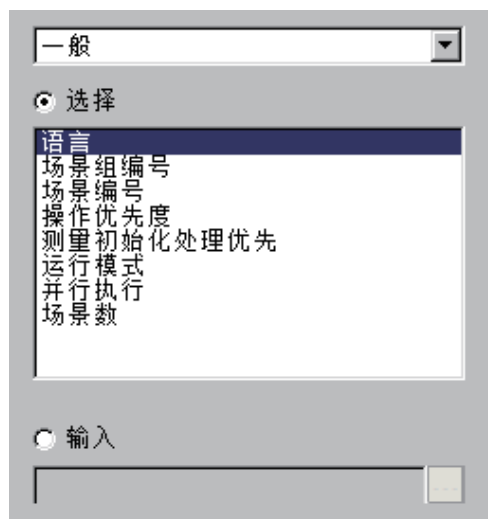 一般
选择
语言
场景组编号
场景编号
操作优先度
测量初始化处理优先
运行模式
并行执行
场景数
输入
...